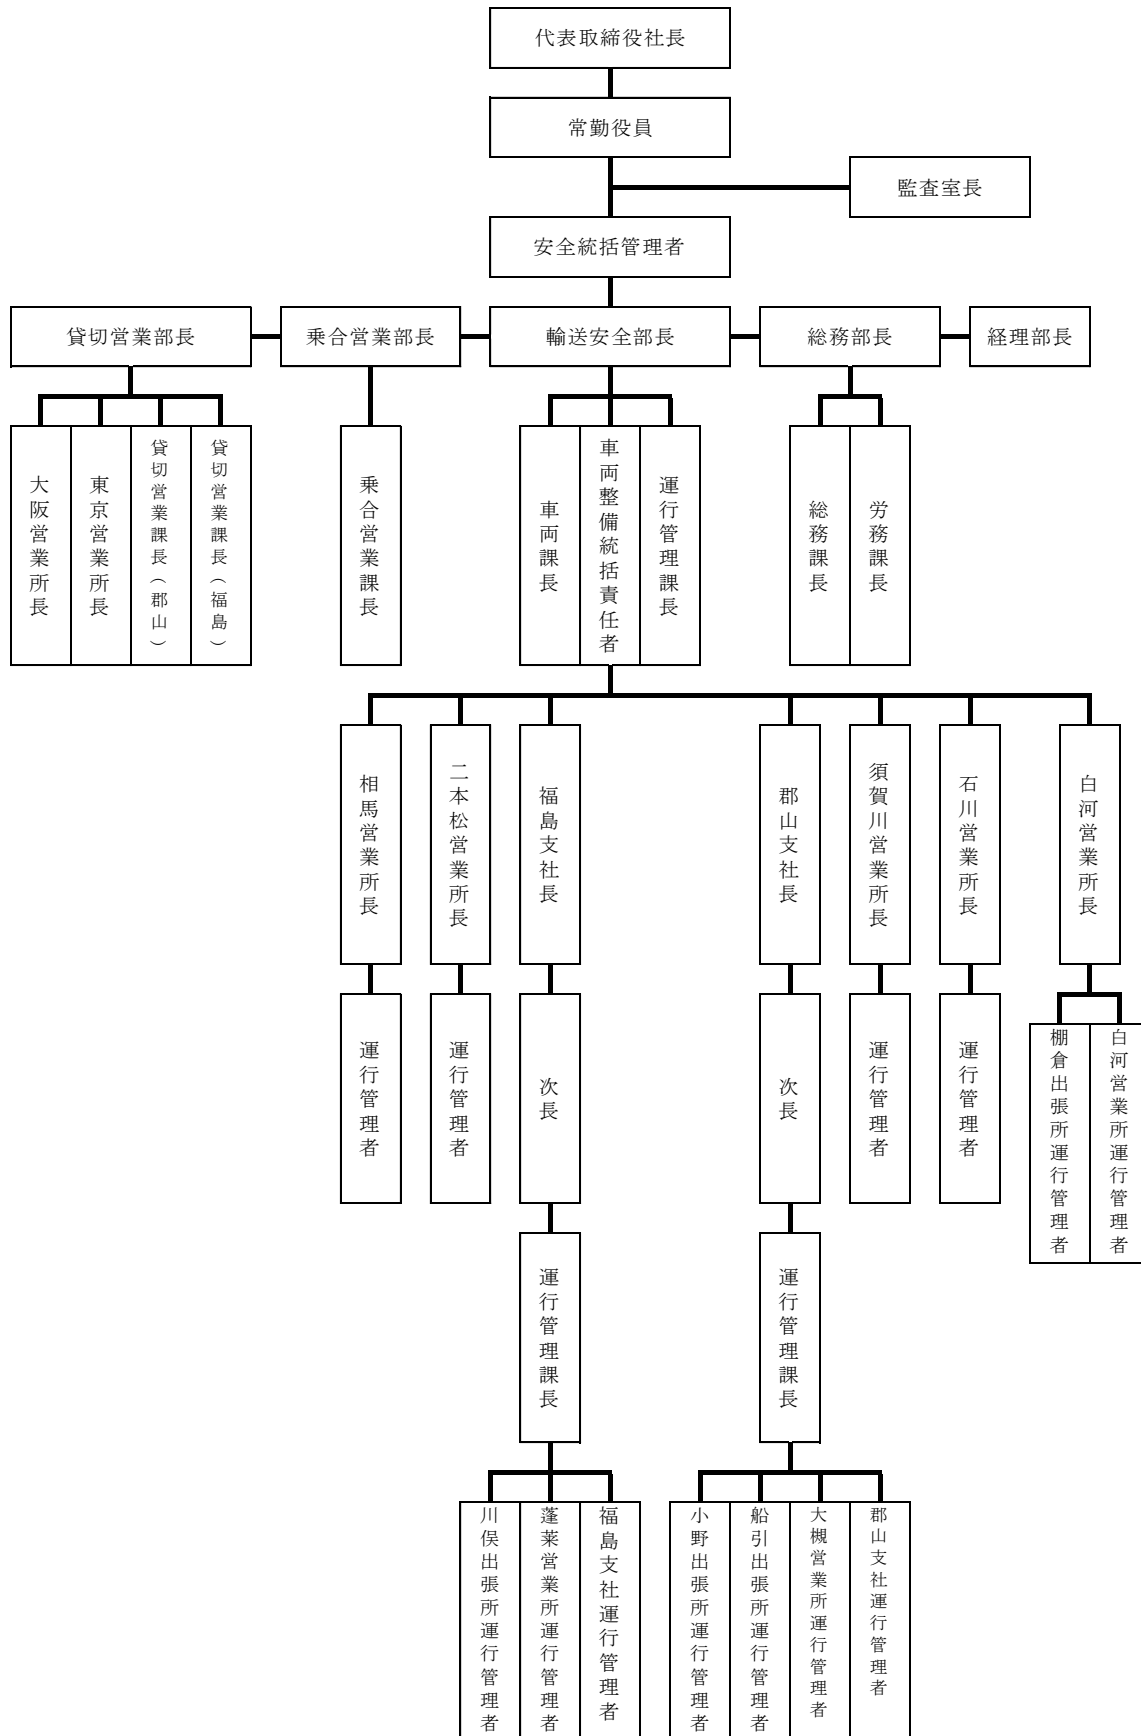 代表取締役社長
常勤役員
監査室長
安全統括管理者
貸切営業部長
乗合営業部長
輸送安全部長
総務部長
経理部長
大阪営業所長
東京営業所長
貸切営業課長(郡山)
貸切営業課長(福島)
乗合営業課長
車両課長
車両整備統括責任者
運行管理課長
総務課長
労務課長
相馬営業所長
二本松営業所長
福島支社長
郡山支社長
須賀川営業所長
石川営業所長
白河営業所長
運行管理者
運行管理者
次長
次長
運行管理者
運行管理者
棚倉出張所運行管理者
白河営業所運行管理者
運行管理課長
運行管理課長
川俣出張所運行管理者
蓬莱営業所運行管理者
福島支社運行管理者
小野出張所運行管理者
船引出張所運行管理者
大槻営業所運行管理者
郡山支社運行管理者